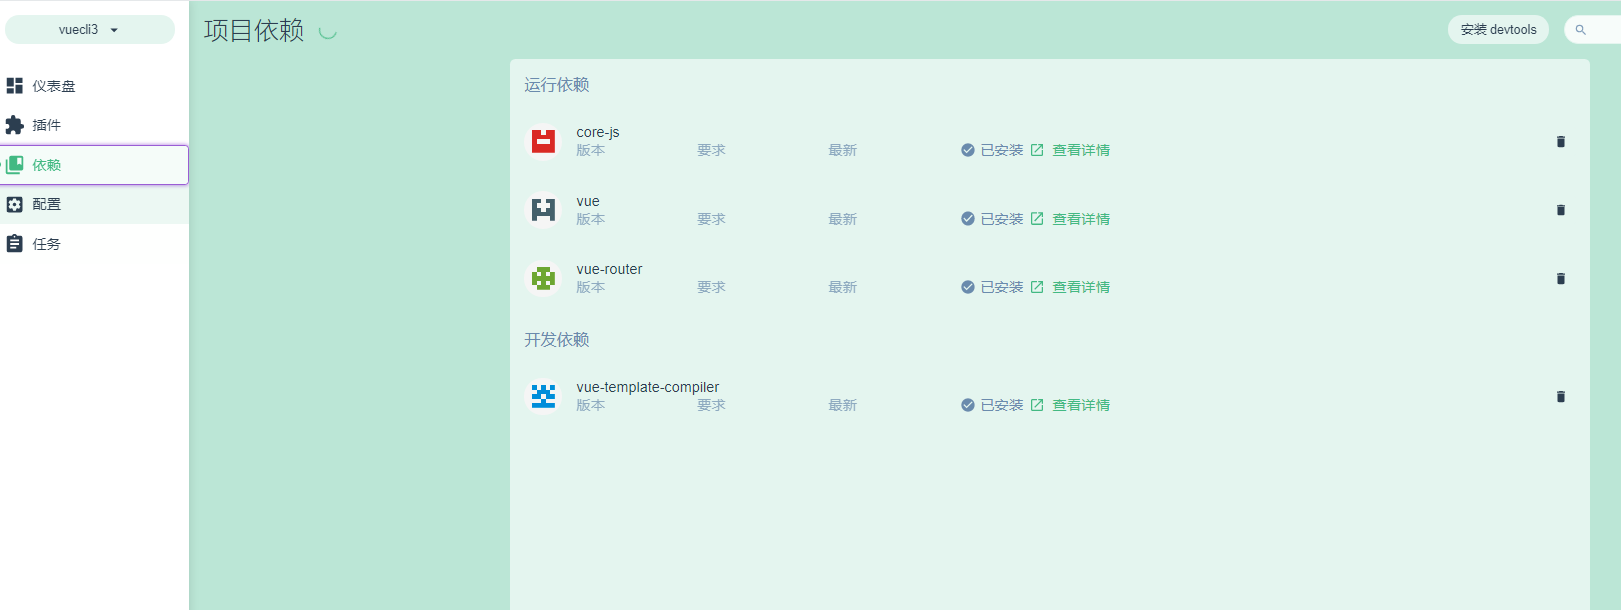 vuecli3
项目依赖
安装 devtools
仪表盘
插件
依赖
配置
任务
运行依赖
core-js
版本 要求 最新 已安装 查看详情
vue
版本 要求 最新 已安装 查看详情
vue-router
版本 要求 最新 已安装 查看详情
开发依赖
vue-template-compiler
版本 要求 最新 已安装 查看详情